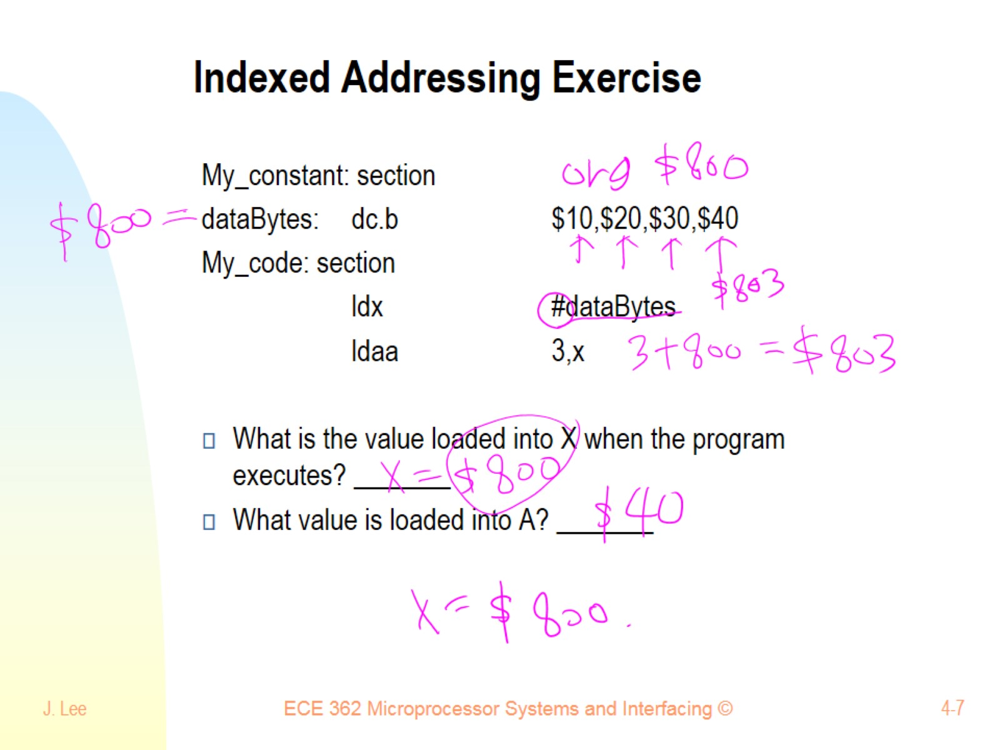 Indexed Addressing Exercise
My_constant: section org $800
$800 = dataBytes: dc.b $10,$20,$30,$40
My_code: section
$803
ldx #dataBytes
ldaa 3,x 3+800 = $803
What is the value loaded into X when the program
executes? _______ X = $800
What value is loaded into A? _______ $40
X = $800.
J. Lee ECE 362 Microprocessor Systems and Interfacing © 4-7